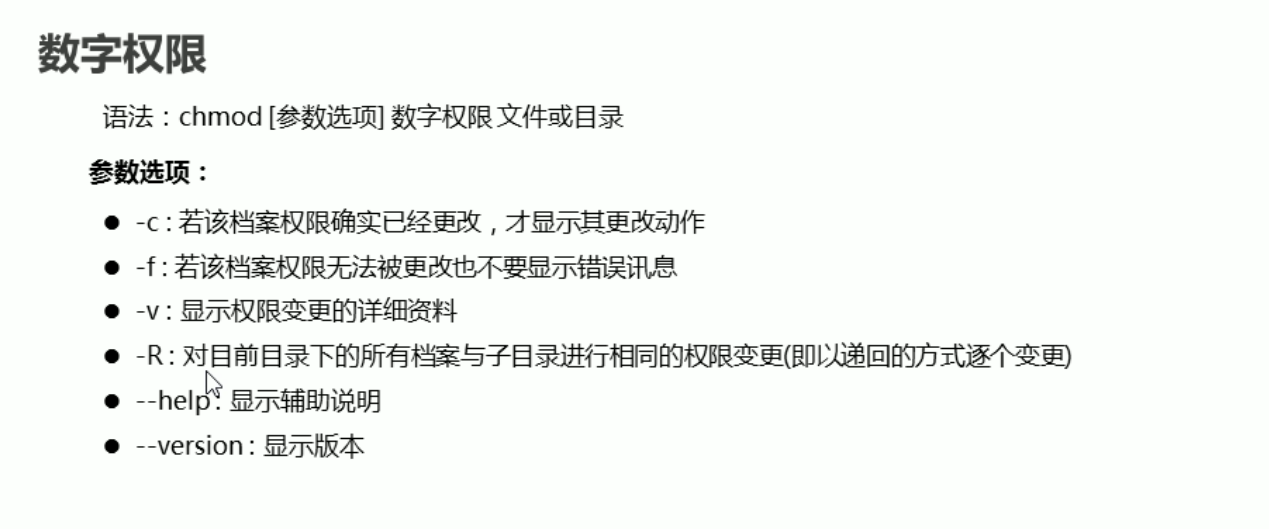 数字权限
语法：chmod [参数选项] 数字权限 文件或目录
参数选项：
● -c : 若该档案权限确实已经更改，才显示其更改动作
● -f : 若该档案权限无法被更改也不要显示错误讯息
● -v : 显示权限变更的详细资料
● -R : 对目前目录下的所有档案与子目录进行相同的权限变更(即以递回的方式逐个变更)
● --help : 显示辅助说明
● --version : 显示版本